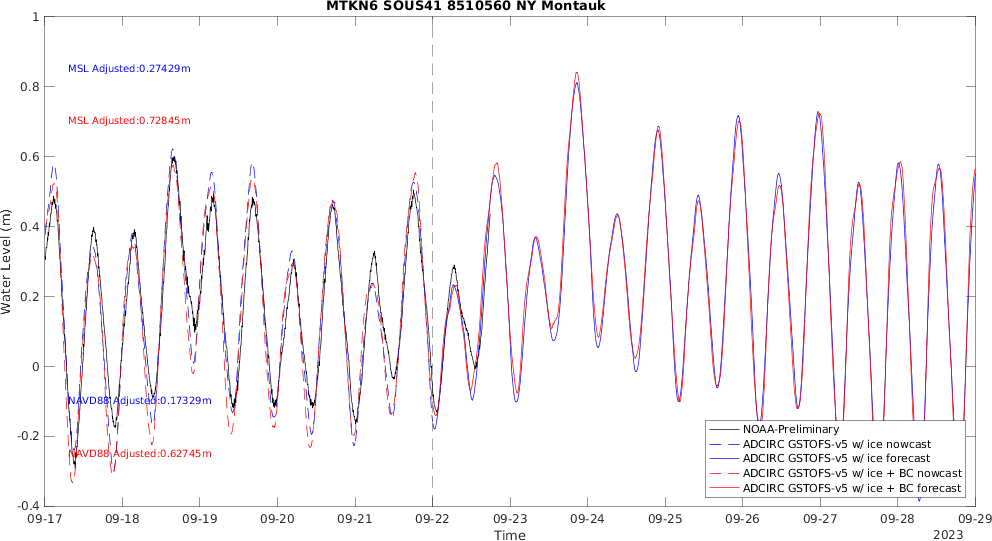 MTKN6 SOUS41 8510560 NY Montauk
1
0.8
0.6
0.4
0.2
0
-0.2
-0.4
Water Level (m)
MSL Adjusted:0.27429m
MSL Adjusted:0.72845m
NAVD88 Adjusted:0.17329m
NAVD88 Adjusted:0.62745m
NOAA-Preliminary
ADCIRC GSTOFS-v5 w/ ice nowcast
ADCIRC GSTOFS-v5 w/ ice forecast
ADCIRC GSTOFS-v5 w/ ice + BC nowcast
ADCIRC GSTOFS-v5 w/ ice + BC forecast
09-17 09-18 09-19 09-20 09-21 09-22 09-23 09-24 09-25 09-26 09-27 09-28 09-29
Time
2023